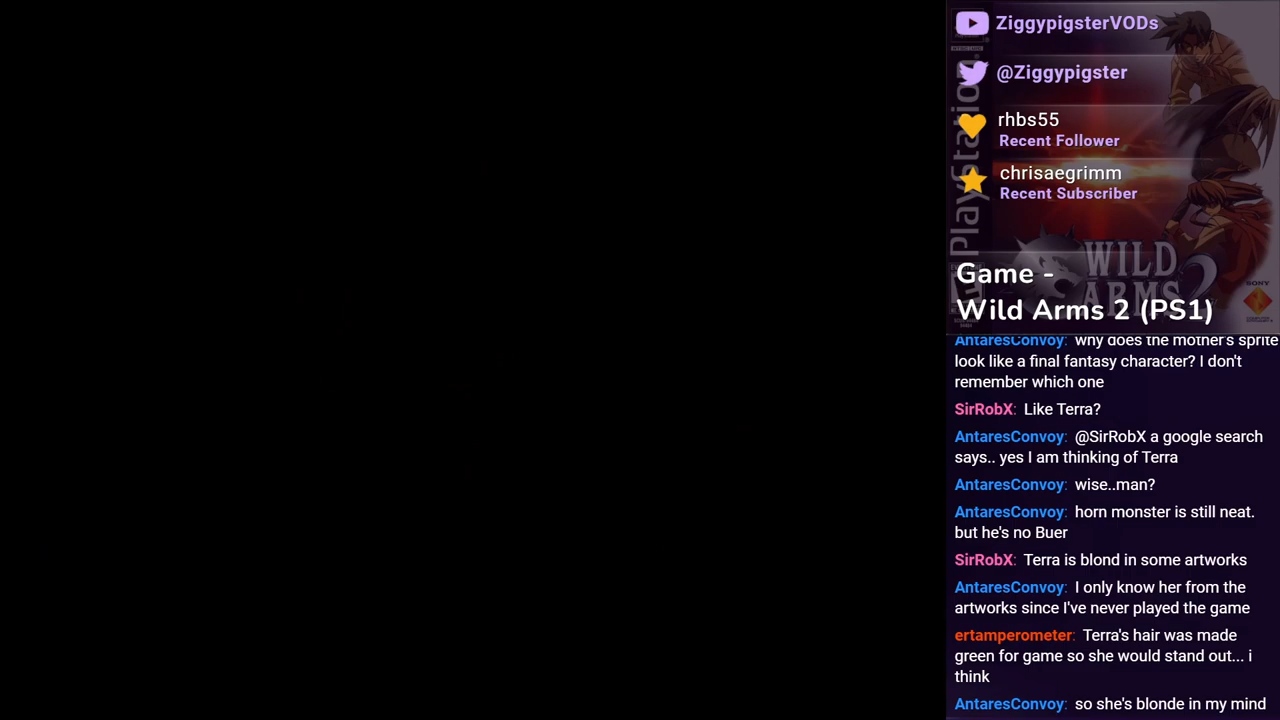 ZiggypigsterVODs
@Ziggypigster
rhbs55
Recent Follower
chrisaegrimm
Recent Subscriber
PlayStation
WILD
ARMS 2
SONY
Game -
Wild Arms 2 (PS1)
AntaresConvoy: why does the mother's sprite
look like a final fantasy character? I don't
remember which one
SirRobX: Like Terra?
AntaresConvoy: @SirRobX a google search
says.. yes I am thinking of Terra
AntaresConvoy: wise..man?
AntaresConvoy: horn monster is still neat.
but he's no Buer
SirRobX: Terra is blond in some artworks
AntaresConvoy: I only know her from the
artworks since I've never played the game
ertamperometer: Terra's hair was made
green for game so she would stand out... i
think
AntaresConvoy: so she's blonde in my mind